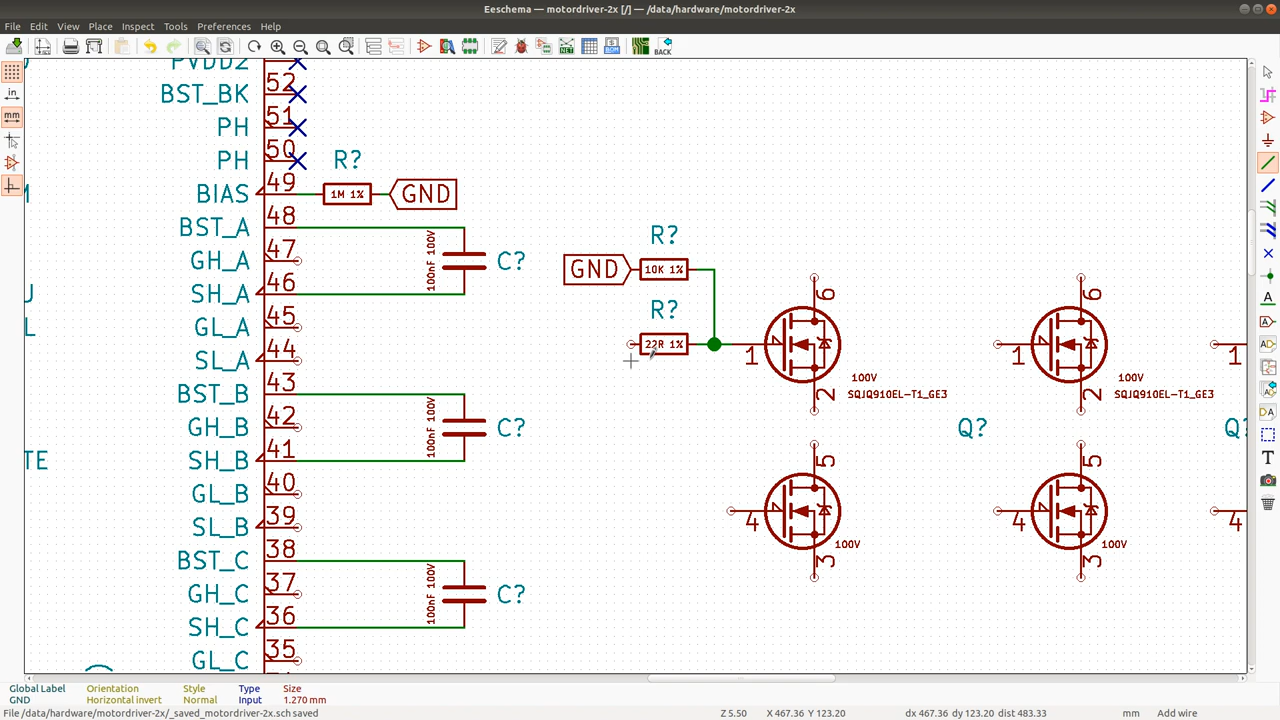 Eeschema — motordriver-2x [/] — /data/hardware/motordriver-2x
File Edit View Place Inspect Tools Preferences Help
BOM
BACK
in
mm
A
A
DA
T
PVDD2
BST_BK 52
PH 51
PH 50
BIAS 49
BST_A 48
GH_A 47
SH_A 46
GL_A 45
SL_A 44
BST_B 43
GH_B 42
SH_B 41
GL_B 40
SL_B 39
BST_C 38
GH_C 37
SH_C 36
GL_C 35
TE
R?
1M 1%
GND
100nF 100V
C?
100nF 100V
C?
100nF 100V
C?
R?
GND
10K 1%
R?
22R 1%
6
1
2
100V
SQJQ910EL-T1_GE3
Q?
5
4
3
100V
6
1
2
100V
SQJQ910EL-T1_GE3
Q?
5
4
3
100V
1
4
Global Label Orientation Style Type Size
GND Horizontal invert Normal Input 1.270 mm
File /data/hardware/motordriver-2x/_saved_motordriver-2x.sch saved Z 5.50 X 467.36 Y 123.20 dx 467.36 dy 123.20 dist 483.33 mm Add wire